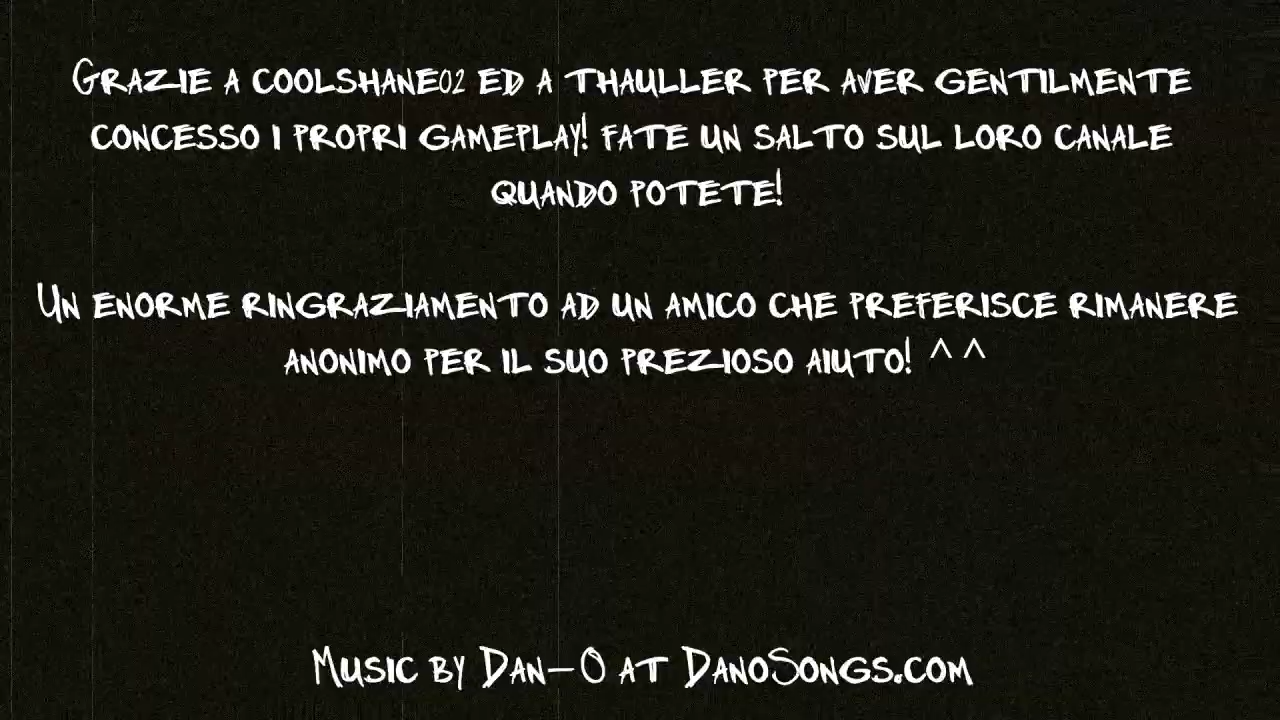 Grazie a coolshane02 ed a thauller per aver gentilmente
concesso i propri gameplay! fate un salto sul loro canale
quando potete!
Un enorme ringraziamento ad un amico che preferisce rimanere
anonimo per il suo prezioso aiuto! ^^
Music by Dan-O at DanoSongs.com